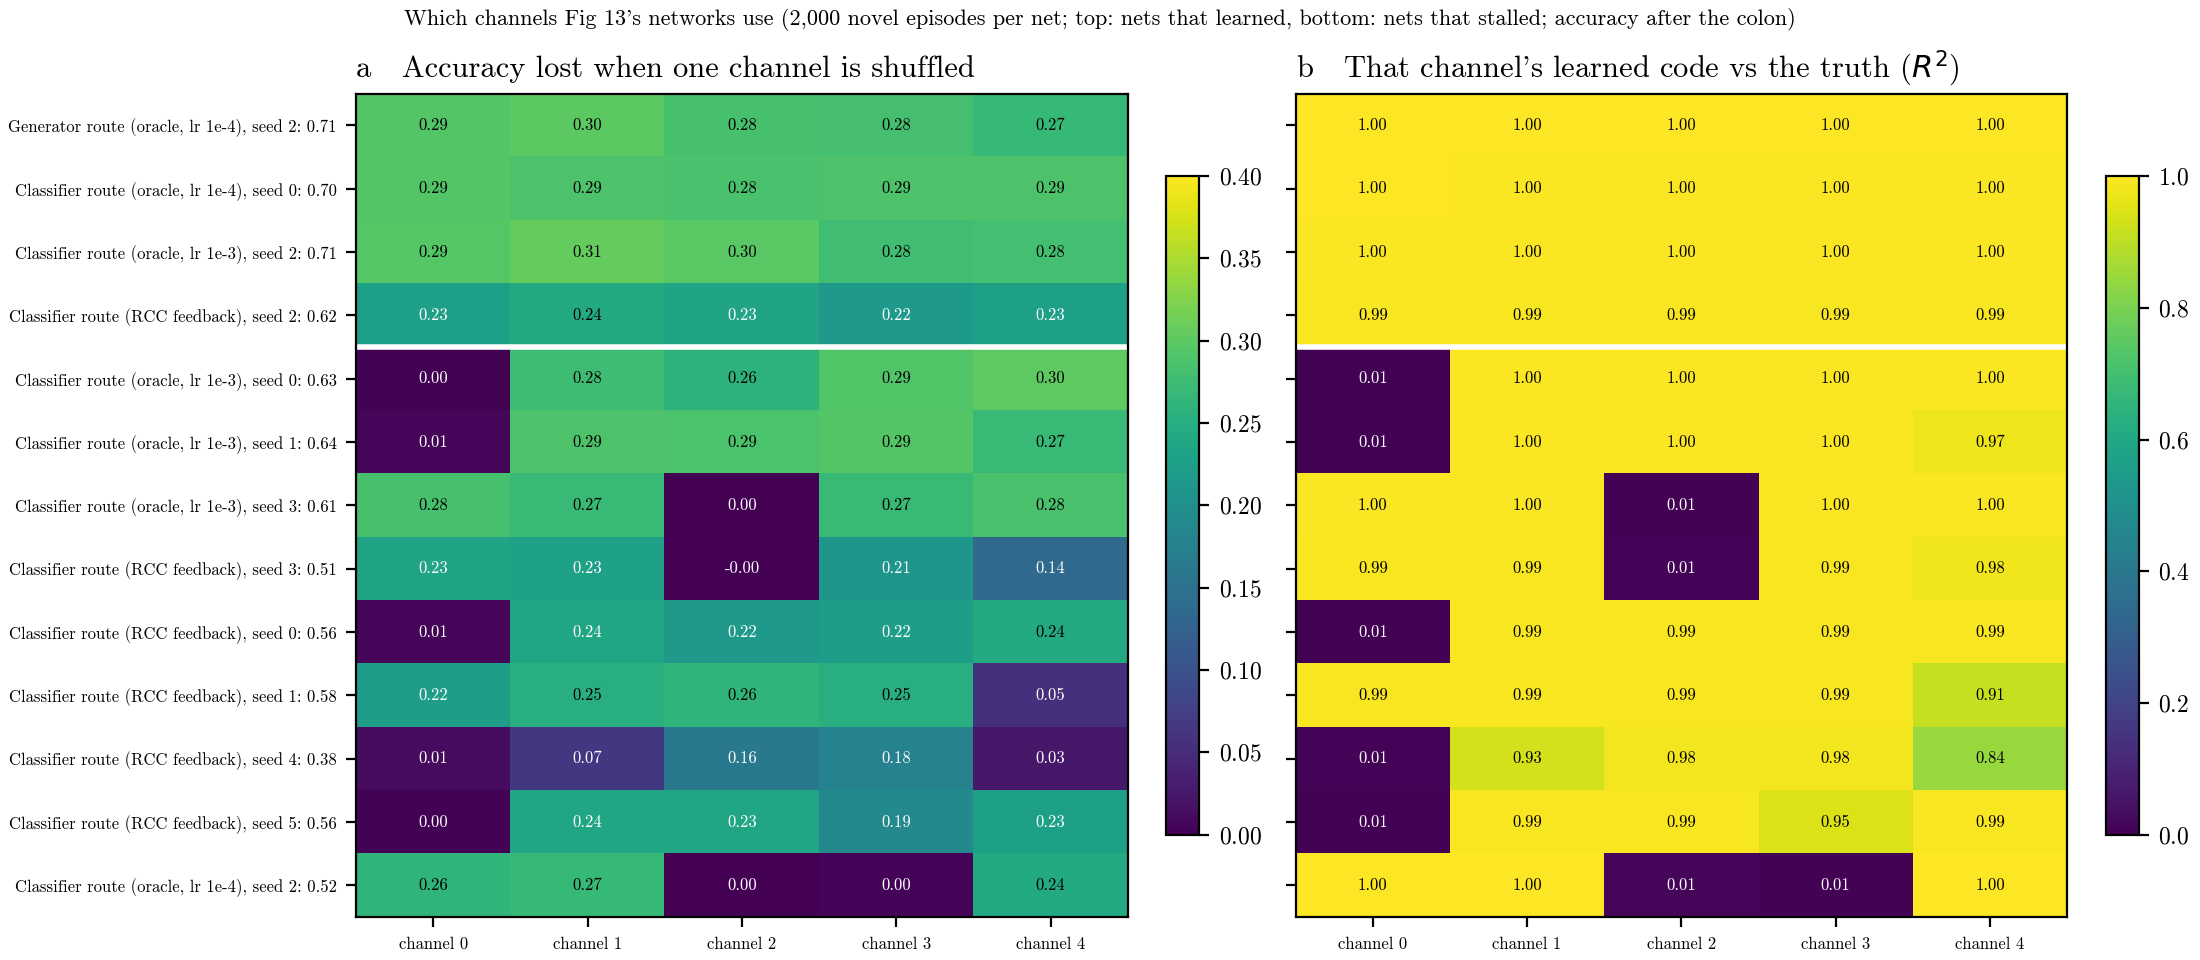 Which channels Fig 13's networks use (2,000 novel episodes per net; top: nets that learned, bottom: nets that stalled; accuracy after the colon)
a Accuracy lost when one channel is shuffled
b That channel's learned code vs the truth (R²)
Generator route (oracle, lr 1e-4), seed 2: 0.71 0.29 0.30 0.28 0.28 0.27 1.00 1.00 1.00 1.00 1.00
Classifier route (oracle, lr 1e-4), seed 0: 0.70 0.29 0.29 0.28 0.29 0.29 1.00 1.00 1.00 1.00 1.00
Classifier route (oracle, lr 1e-3), seed 2: 0.71 0.29 0.31 0.30 0.28 0.28 1.00 1.00 1.00 1.00 1.00
Classifier route (RCC feedback), seed 2: 0.62 0.23 0.24 0.23 0.22 0.23 0.99 0.99 0.99 0.99 0.99
Classifier route (oracle, lr 1e-3), seed 0: 0.63 0.00 0.28 0.26 0.29 0.30 0.01 1.00 1.00 1.00 1.00
Classifier route (oracle, lr 1e-3), seed 1: 0.64 0.01 0.29 0.29 0.29 0.27 0.01 1.00 1.00 1.00 0.97
Classifier route (oracle, lr 1e-3), seed 3: 0.61 0.28 0.27 0.00 0.27 0.28 1.00 1.00 0.01 1.00 1.00
Classifier route (RCC feedback), seed 3: 0.51 0.23 0.23 -0.00 0.21 0.14 0.99 0.99 0.01 0.99 0.98
Classifier route (RCC feedback), seed 0: 0.56 0.01 0.24 0.22 0.22 0.24 0.01 0.99 0.99 0.99 0.99
Classifier route (RCC feedback), seed 1: 0.58 0.22 0.25 0.26 0.25 0.05 0.99 0.99 0.99 0.99 0.91
Classifier route (RCC feedback), seed 4: 0.38 0.01 0.07 0.16 0.18 0.03 0.01 0.93 0.98 0.98 0.84
Classifier route (RCC feedback), seed 5: 0.56 0.00 0.24 0.23 0.19 0.23 0.01 0.99 0.99 0.95 0.99
Classifier route (oracle, lr 1e-4), seed 2: 0.52 0.26 0.27 0.00 0.00 0.24 1.00 1.00 0.01 0.01 1.00
channel 0 channel 1 channel 2 channel 3 channel 4
0.40
0.35
0.30
0.25
0.20
0.15
0.10
0.05
0.00
channel 0 channel 1 channel 2 channel 3 channel 4
1.0
0.8
0.6
0.4
0.2
0.0